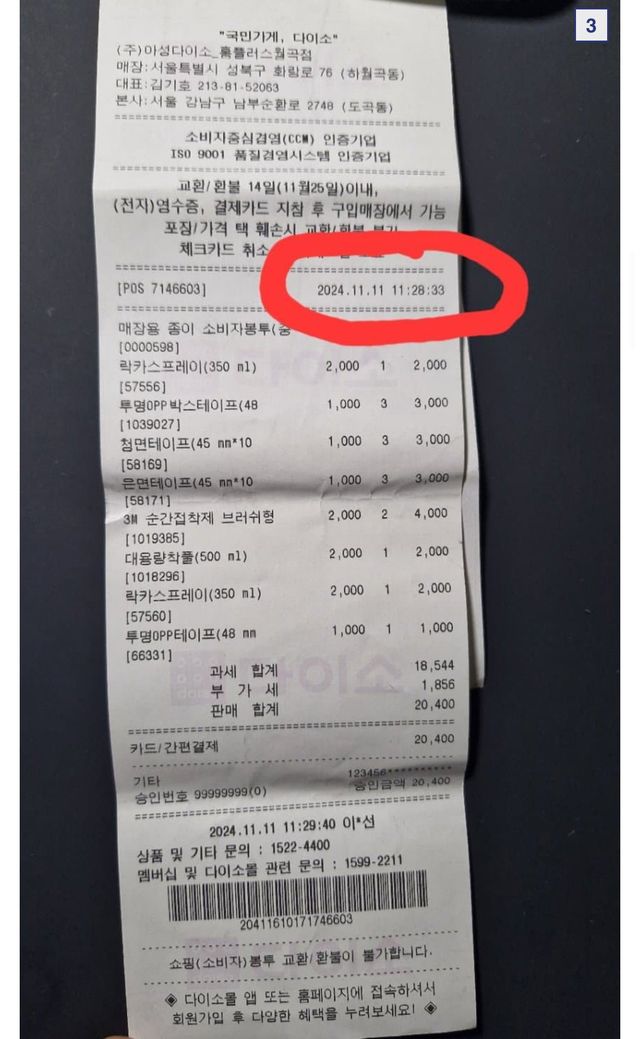 3
"국민가게, 다이소"
(주)아성다이소_홈플러스월곡점
매장:서울특별시 성북구 화랑로 76 (하월곡동)
대표:김기호 213-81-52063
본사:서울 강남구 남부순환로 2748 (도곡동)
소비자중심경영(CCM) 인증기업
ISO 9001 품질경영시스템 인증기업
교환/환불 14일(11월25일)이내,
(전자)영수증, 결제카드 지참 후 구입매장에서 가능
포장/가격 택 훼손시 교환/환불 불가
체크카드 취소
[POS 7146603] 2024.11.11 11:28:33
매장용 종이 소비자봉투(중
[0000598]
락카스프레이(350 ml) 2,000 1 2,000
[57556]
투명OPP박스테이프(48 1,000 3 3,000
[1039027]
청면테이프(45 mm*10 1,000 3 3,000
[58169]
은면테이프(45 mm*10 1,000 3 3,000
[58171]
3M 순간접착제 브러쉬형 2,000 2 4,000
[1019385]
대용량착풀(500 ml) 2,000 1 2,000
[1018296]
락카스프레이(350 ml) 2,000 1 2,000
[57560]
투명OPP테이프(48 mm 1,000 1 1,000
[66331]
과세 합계 18,544
부 가 세 1,856
판매 합계 20,400
카드/간편결제 20,400
기타 123456**********
승인번호 99999999(0) 승인금액 20,400
2024.11.11 11:29:40 이*선
상품 및 기타 문의 : 1522-4400
멤버십 및 다이소몰 관련 문의 : 1599-2211
20411610171746603
쇼핑(소비자)봉투 교환/환불이 불가합니다.
◈ 다이소몰 앱 또는 홈페이지에 접속하셔서
회원가입 후 다양한 혜택을 누려보세요! ◈